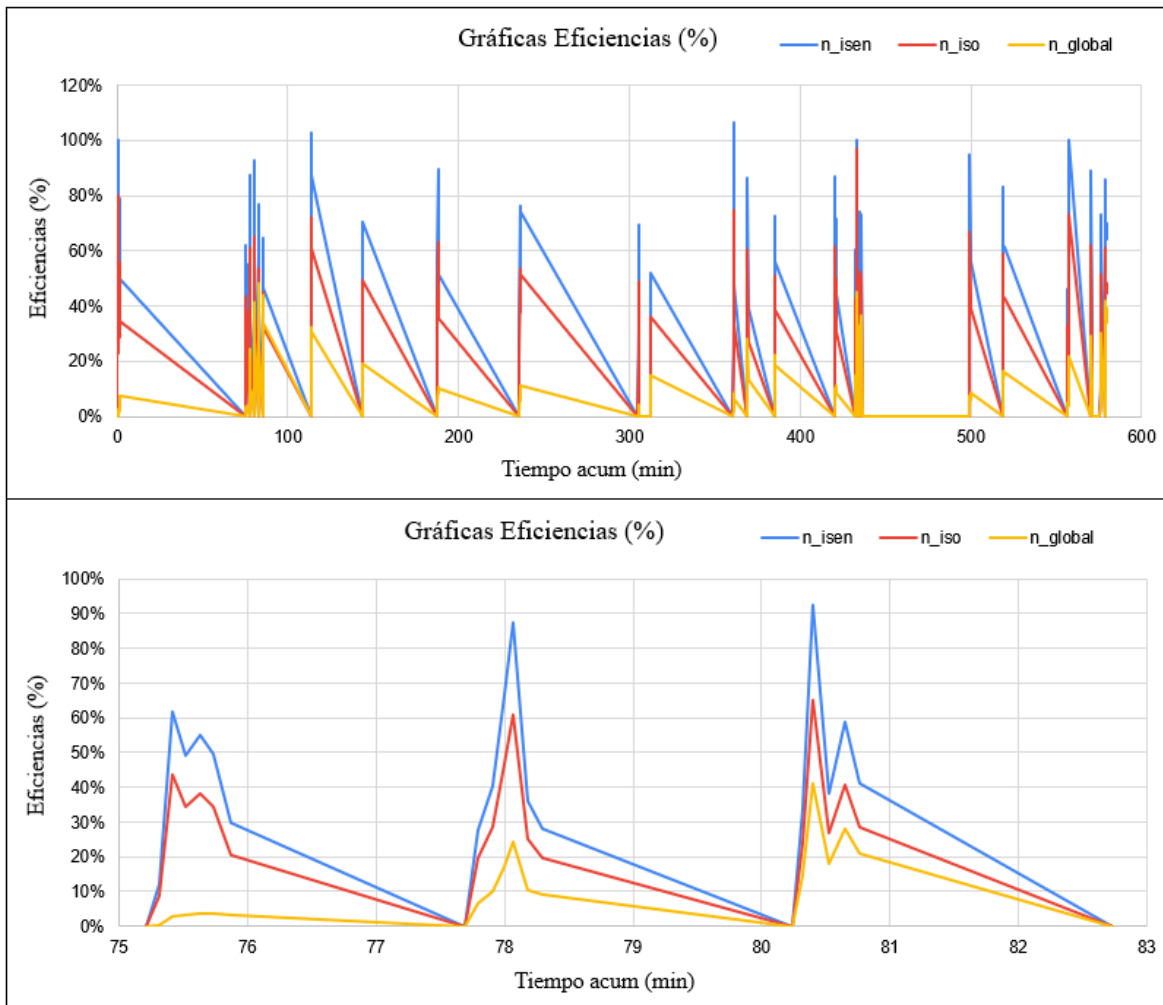 Gráficas Eficiencias (%)
n_isen n_iso n_global
120%
100%
80%
60%
40%
20%
0%
Eficiencias (%)
0 100 200 300 400 500 600
Tiempo acum (min)
Gráficas Eficiencias (%)
n_isen n_iso n_global
100%
90%
80%
70%
60%
50%
40%
30%
20%
10%
0%
Eficiencias (%)
75 76 77 78 79 80 81 82 83
Tiempo acum (min)